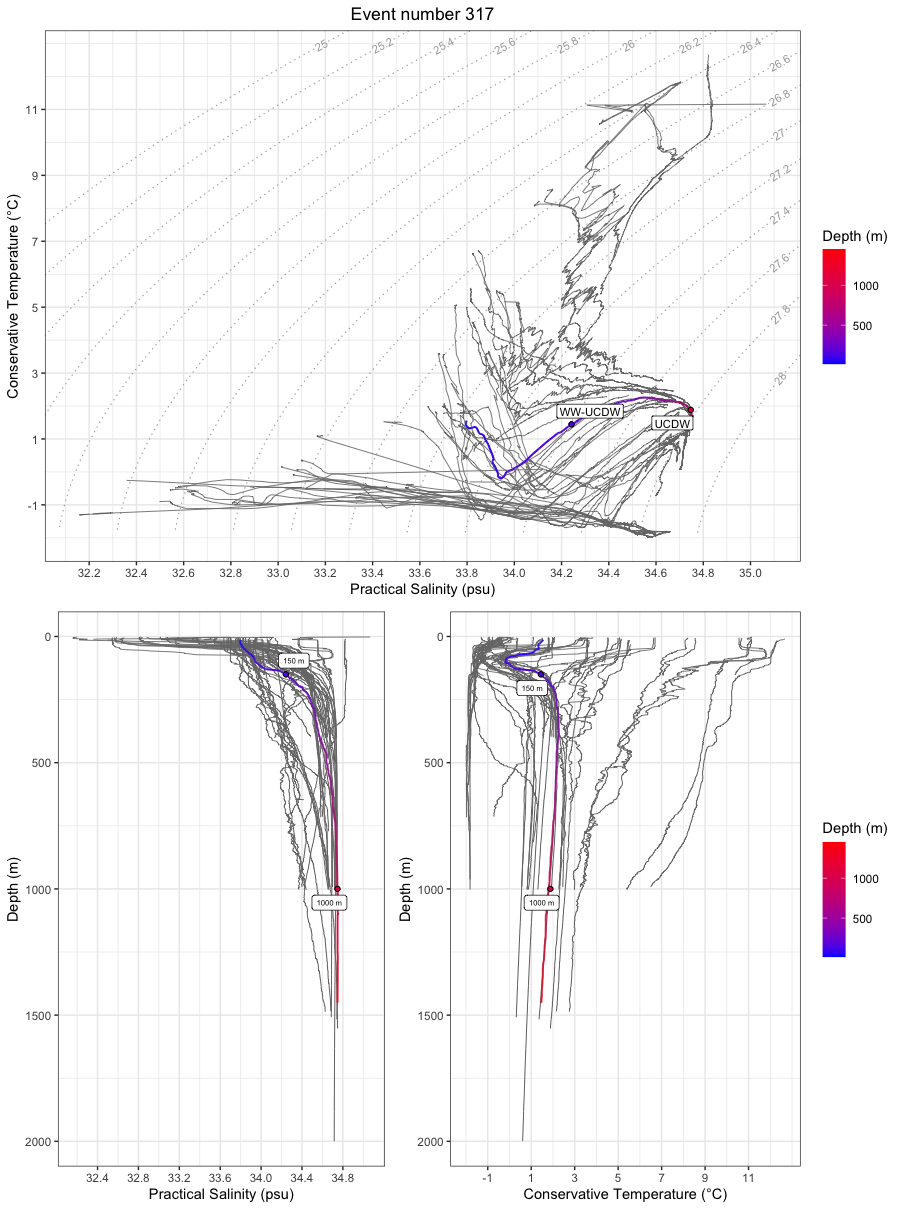 Event number 317
25
25.2
25.4
25.6
25.8
26
26.2
26.4
26.6
26.8
27
27.2
27.4
27.6
27.8
28
11
9
7
5
3
1
-1
Conservative Temperature (°C)
WW-UCDW
UCDW
32.2 32.4 32.6 32.8 33.0 33.2 33.4 33.6 33.8 34.0 34.2 34.4 34.6 34.8 35.0
Practical Salinity (psu)
Depth (m)
1000
500
0
500
1000
1500
2000
Depth (m)
150 m
1000 m
32.4 32.8 33.2 33.6 34.0 34.4 34.8
Practical Salinity (psu)
0
500
1000
1500
2000
Depth (m)
150 m
1000 m
-1 1 3 5 7 9 11
Conservative Temperature (°C)
Depth (m)
1000
500